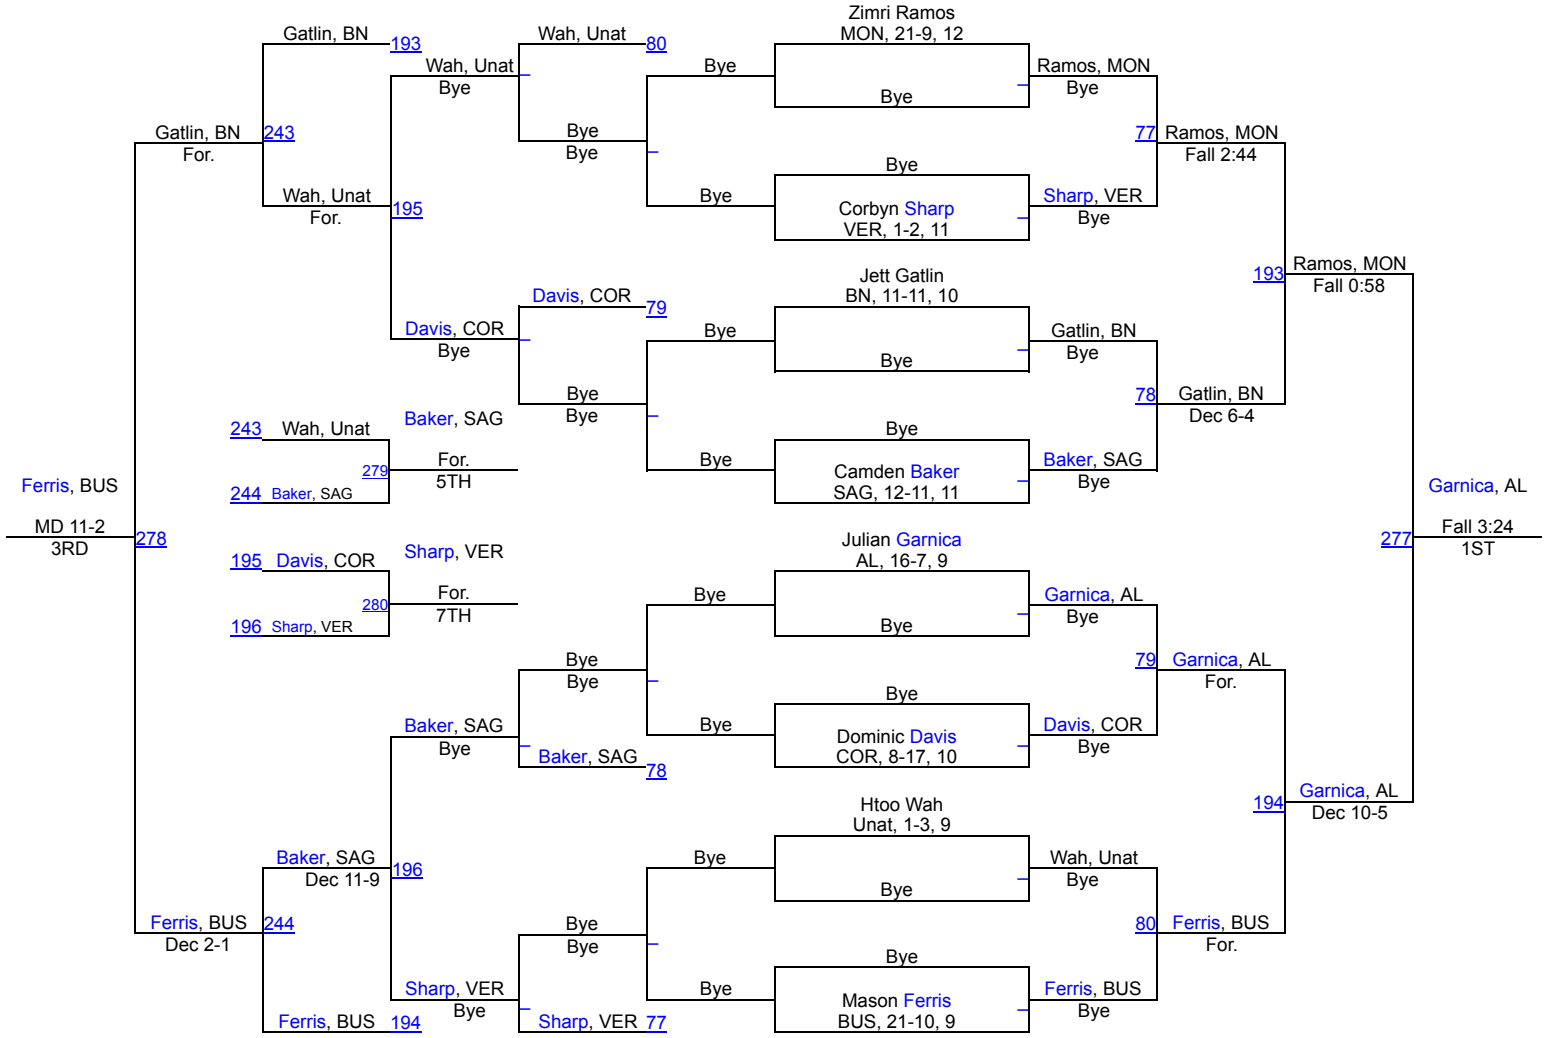 Zimri Ramos
MON, 21-9, 12
Gatlin, BN
193
Wah, Unat
80
Wah, Unat
Bye
Bye
Bye
Ramos, MON
Bye
Gatlin, BN
For.
243
Bye
Bye
77
Ramos, MON
Fall 2:44
Bye
Wah, Unat
For.
195
Bye
Corbyn Sharp
VER, 1-2, 11
Sharp, VER
Bye
193
Ramos, MON
Fall 0:58
Jett Gatlin
BN, 11-11, 10
Davis, COR
79
Davis, COR
Bye
Bye
Bye
Gatlin, BN
Bye
Bye
Bye
78
Gatlin, BN
Dec 6-4
243
Wah, Unat
Baker, SAG
279
For.
5TH
244
Baker, SAG
Bye
Bye
Camden Baker
SAG, 12-11, 11
Baker, SAG
Bye
Ferris, BUS
MD 11-2
3RD
278
Garnica, AL
277
Fall 3:24
1ST
195
Davis, COR
Sharp, VER
280
For.
7TH
196
Sharp, VER
Julian Garnica
AL, 16-7, 9
Bye
Bye
Garnica, AL
Bye
Bye
Bye
79
Garnica, AL
For.
Baker, SAG
Bye
Baker, SAG
78
Bye
Bye
Dominic Davis
COR, 8-17, 10
Davis, COR
Bye
194
Garnica, AL
Dec 10-5
Htoo Wah
Unat, 1-3, 9
Baker, SAG
Dec 11-9
196
Bye
Bye
Wah, Unat
Bye
Ferris, BUS
Dec 2-1
244
Bye
Bye
80
Ferris, BUS
For.
Sharp, VER
Bye
Bye
Bye
Mason Ferris
BUS, 21-10, 9
Ferris, BUS
Bye
Ferris, BUS
194
Sharp, VER
77